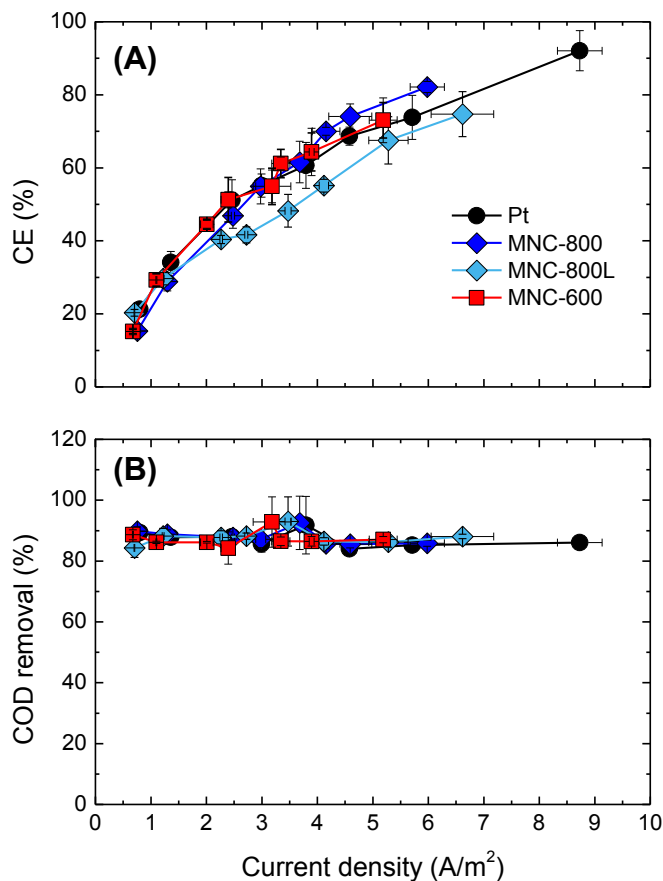 100
80
60
40
20
0
CE (%)
(A)
Pt
MNC-800
MNC-800L
MNC-600
120
100
80
60
40
20
0
COD removal (%)
(B)
0 1 2 3 4 5 6 7 8 9 10
Current density (A/m²)